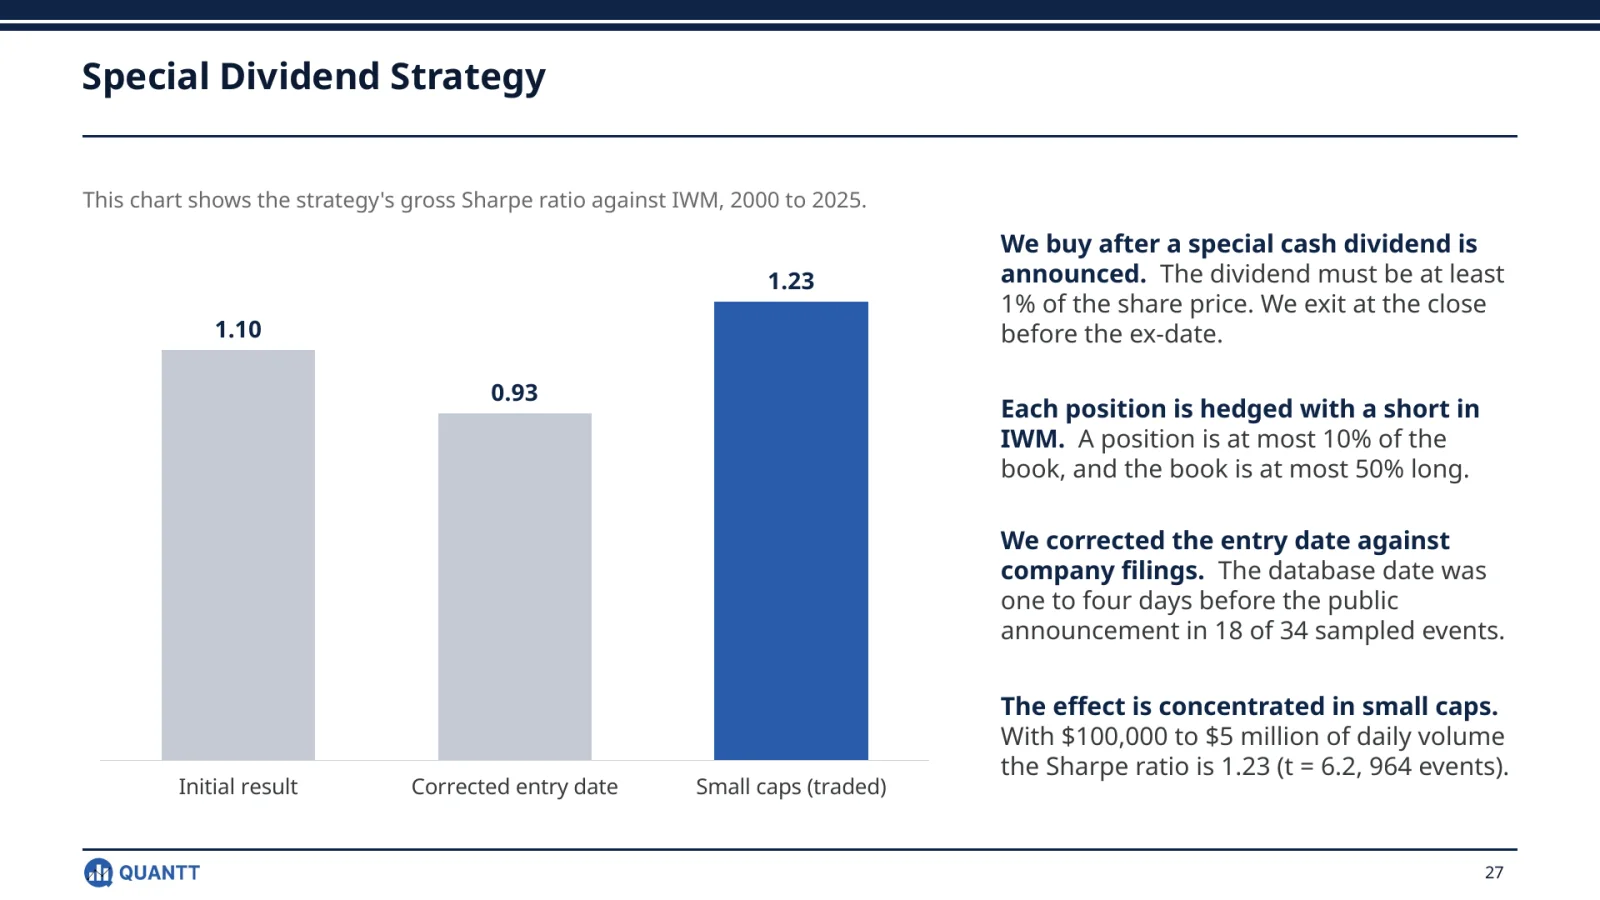 Special Dividend Strategy
This chart shows the strategy's gross Sharpe ratio against IWM, 2000 to 2025.
1.10
0.93
1.23
Initial result
Corrected entry date
Small caps (traded)
We buy after a special cash dividend is
announced. The dividend must be at least
1% of the share price. We exit at the close
before the ex-date.
Each position is hedged with a short in
IWM. A position is at most 10% of the
book, and the book is at most 50% long.
We corrected the entry date against
company filings. The database date was
one to four days before the public
announcement in 18 of 34 sampled events.
The effect is concentrated in small caps.
With $100,000 to $5 million of daily volume
the Sharpe ratio is 1.23 (t = 6.2, 964 events).
QUANTT
27